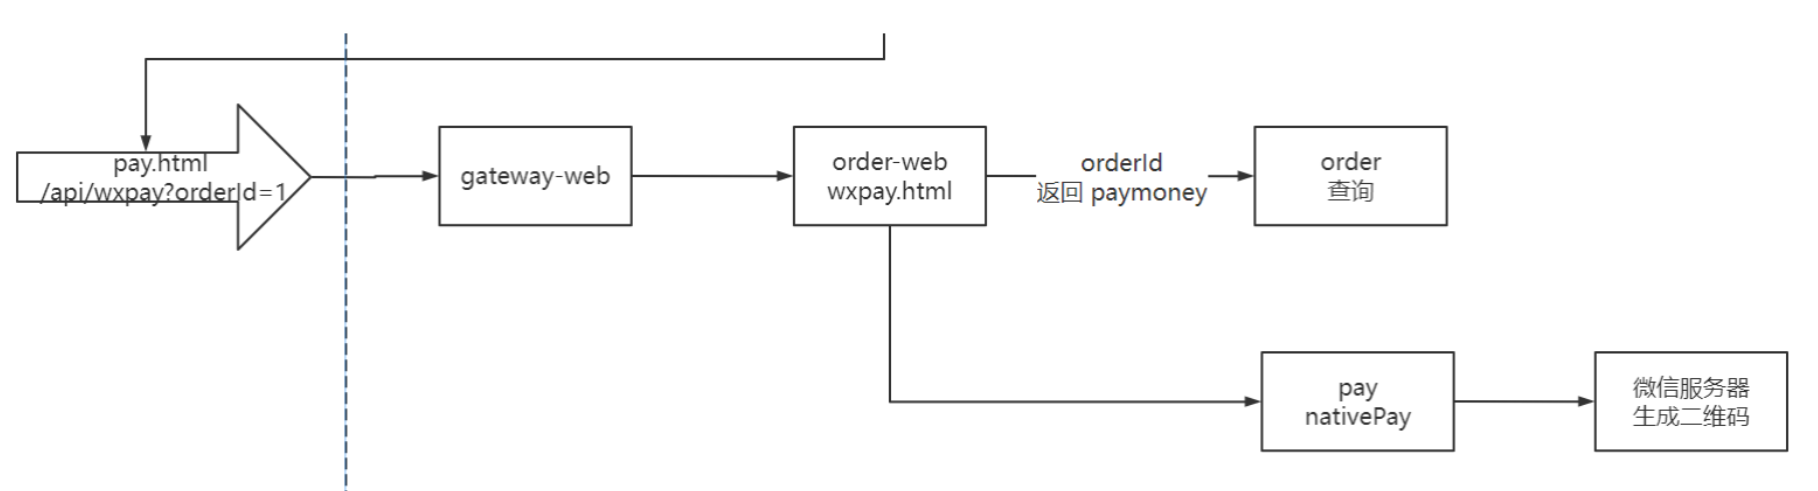 pay.html
/api/wxpay?orderId=1
gateway-web
order-web
wxpay.html
orderId
返回 paymoney
order
查询
pay
nativePay
微信服务器
生成二维码